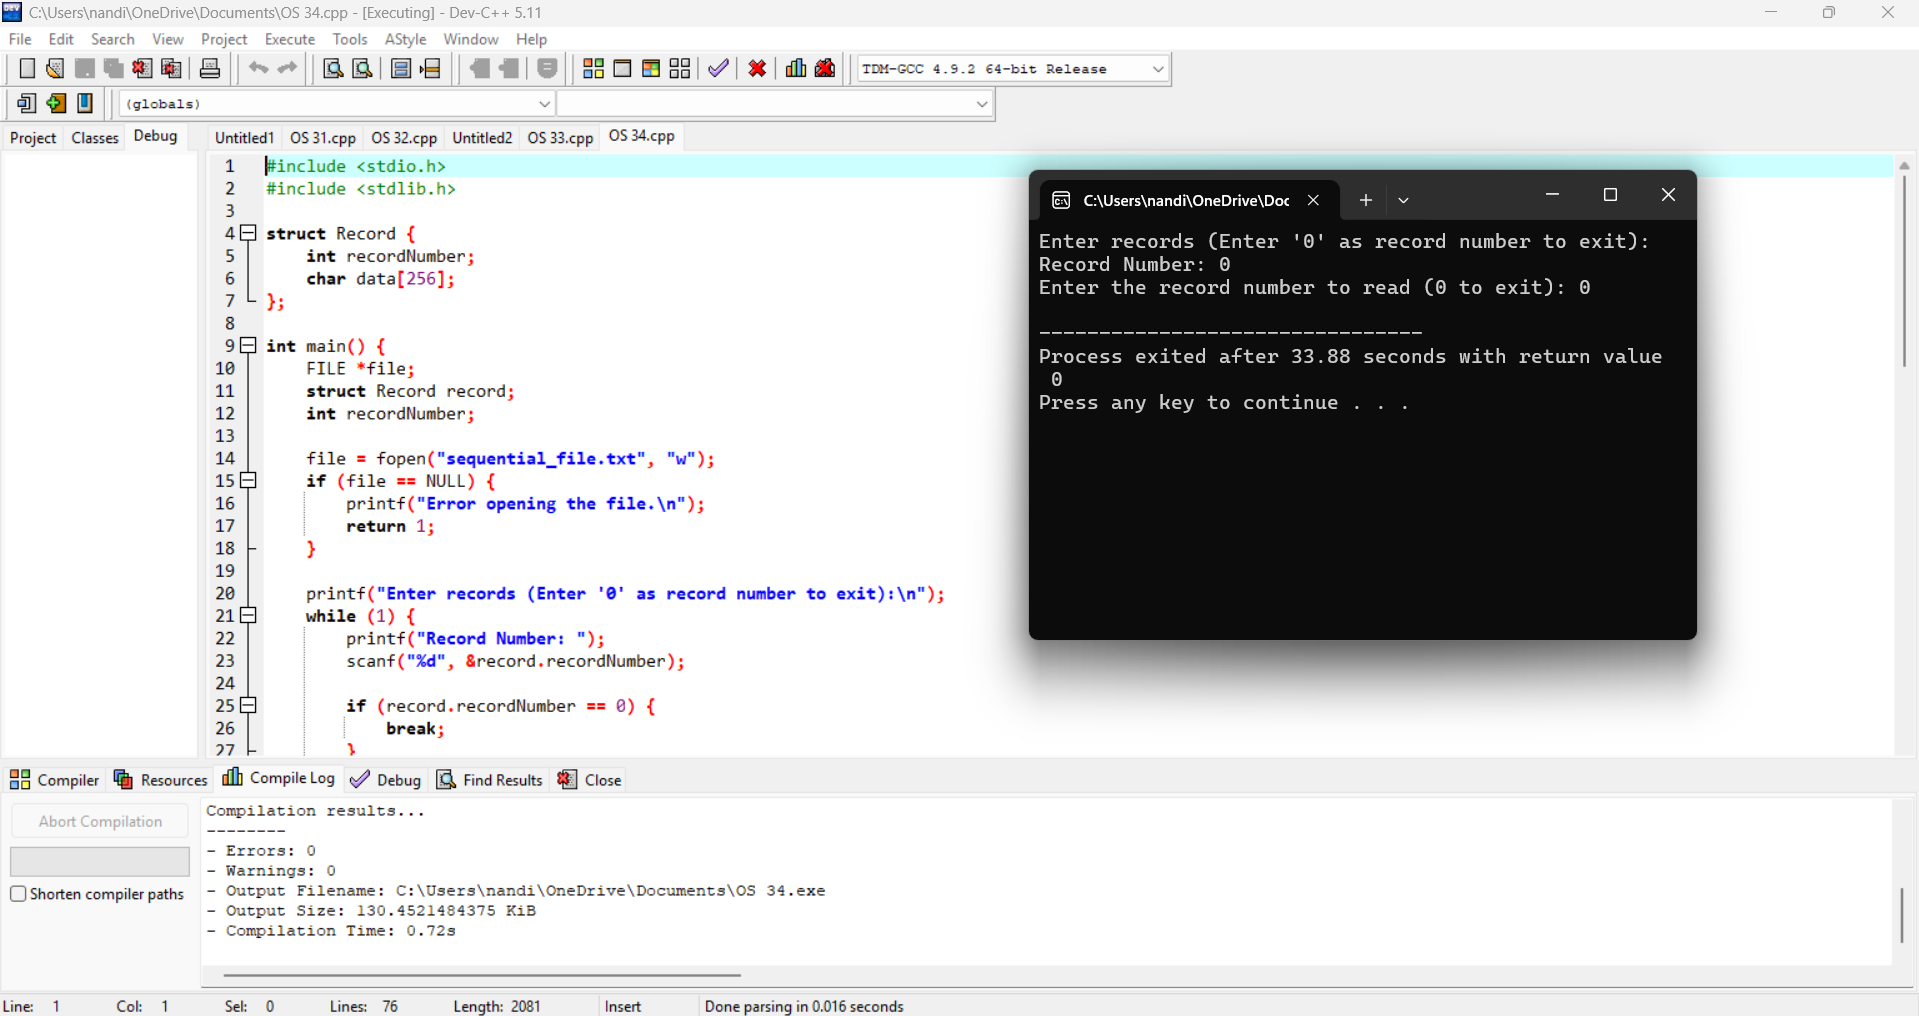 C:\Users\nandi\OneDrive\Documents\OS 34.cpp - [Executing] - Dev-C++ 5.11
File Edit Search View Project Execute Tools AStyle Window Help
TDM-GCC 4.9.2 64-bit Release
(globals)
Project Classes Debug
Untitled1 OS 31.cpp OS 32.cpp Untitled2 OS 33.cpp OS 34.cpp
1 #include <stdio.h>
2 #include <stdlib.h>
3
4 struct Record {
5 int recordNumber;
6 char data[256];
7 };
8
9 int main() {
10 FILE *file;
11 struct Record record;
12 int recordNumber;
13
14 file = fopen("sequential_file.txt", "w");
15 if (file == NULL) {
16 printf("Error opening the file.\n");
17 return 1;
18 }
19
20 printf("Enter records (Enter '0' as record number to exit):\n");
21 while (1) {
22 printf("Record Number: ");
23 scanf("%d", &record.recordNumber);
24
25 if (record.recordNumber == 0) {
26 break;
27 }
C:\Users\nandi\OneDrive\Doc
Enter records (Enter '0' as record number to exit):
Record Number: 0
Enter the record number to read (0 to exit): 0
--------------------------------
Process exited after 33.88 seconds with return value
0
Press any key to continue . . .
Compiler Resources Compile Log Debug Find Results Close
Abort Compilation
Shorten compiler paths
Compilation results...
--------
- Errors: 0
- Warnings: 0
- Output Filename: C:\Users\nandi\OneDrive\Documents\OS 34.exe
- Output Size: 130.4521484375 KiB
- Compilation Time: 0.72s
Line: 1 Col: 1 Sel: 0 Lines: 76 Length: 2081 Insert Done parsing in 0.016 seconds